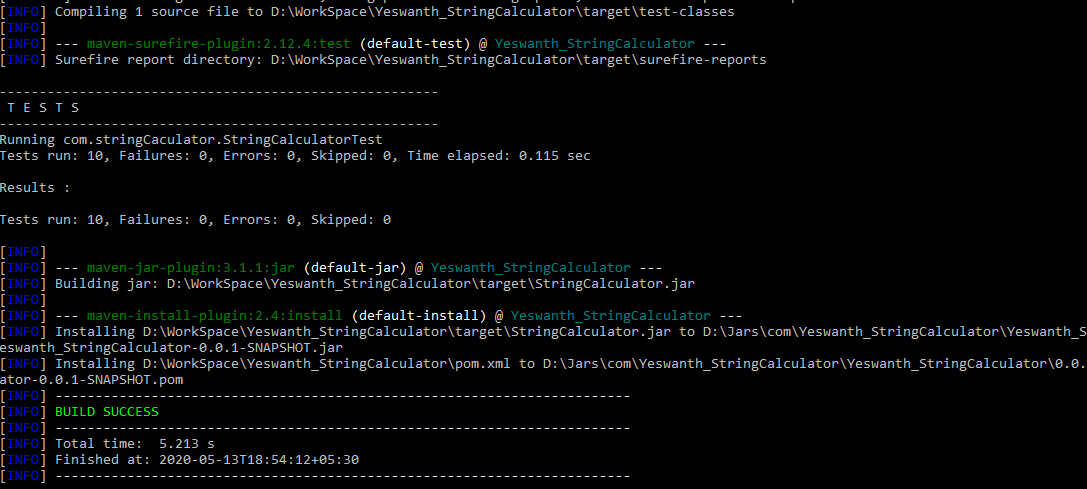 [INFO] Compiling 1 source file to D:\WorkSpace\Yeswanth_StringCalculator\target\test-classes
[INFO]
[INFO] --- maven-surefire-plugin:2.12.4:test (default-test) @ Yeswanth_StringCalculator ---
[INFO] Surefire report directory: D:\WorkSpace\Yeswanth_StringCalculator\target\surefire-reports
-------------------------------------------------------
 T E S T S
-------------------------------------------------------
Running com.stringCaculator.StringCalculatorTest
Tests run: 10, Failures: 0, Errors: 0, Skipped: 0, Time elapsed: 0.115 sec
Results :
Tests run: 10, Failures: 0, Errors: 0, Skipped: 0
[INFO]
[INFO] --- maven-jar-plugin:3.1.1:jar (default-jar) @ Yeswanth_StringCalculator ---
[INFO] Building jar: D:\WorkSpace\Yeswanth_StringCalculator\target\StringCalculator.jar
[INFO]
[INFO] --- maven-install-plugin:2.4:install (default-install) @ Yeswanth_StringCalculator ---
[INFO] Installing D:\WorkSpace\Yeswanth_StringCalculator\target\StringCalculator.jar to D:\Jars\com\Yeswanth_StringCalculator\Yeswanth_S
eswanth_StringCalculator-0.0.1-SNAPSHOT.jar
[INFO] Installing D:\WorkSpace\Yeswanth_StringCalculator\pom.xml to D:\Jars\com\Yeswanth_StringCalculator\Yeswanth_StringCalculator\0.0.
ator-0.0.1-SNAPSHOT.pom
[INFO] ------------------------------------------------------------------------
[INFO] BUILD SUCCESS
[INFO] ------------------------------------------------------------------------
[INFO] Total time:  5.213 s
[INFO] Finished at: 2020-05-13T18:54:12+05:30
[INFO] ------------------------------------------------------------------------